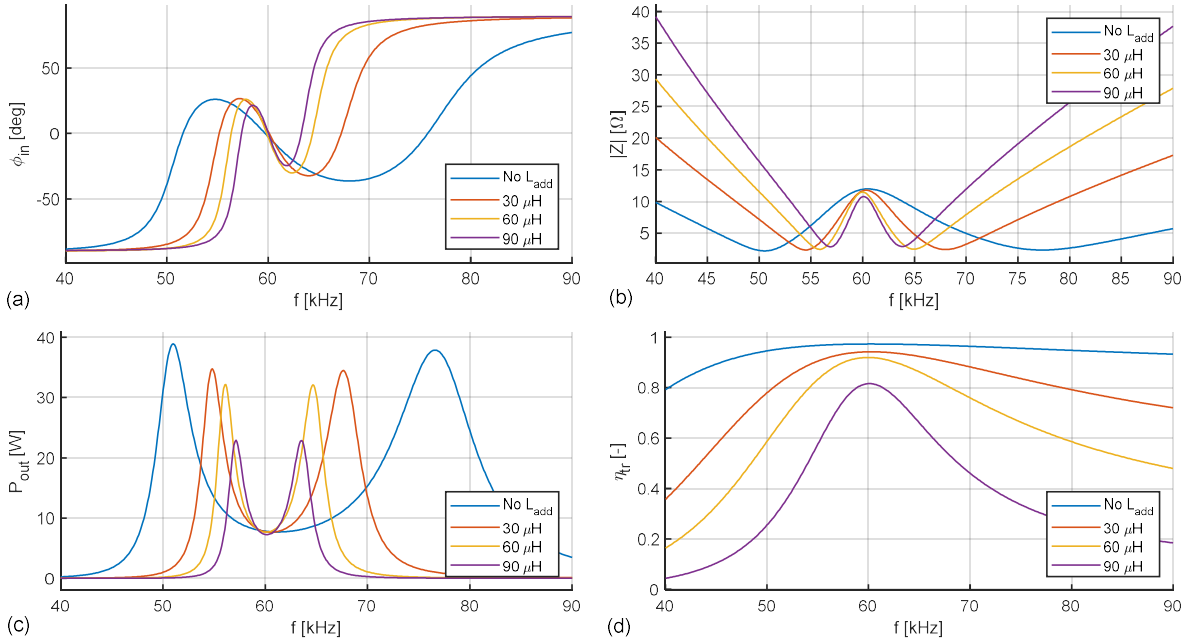 50
0
-50
40
50
60
70
80
90
ϕin [deg]
f [kHz]
No Ladd
30 μH
60 μH
90 μH
(a)
40
35
30
25
20
15
10
5
40
45
50
55
60
65
70
75
80
85
90
|Z| [Ω]
f [kHz]
No Ladd
30 μH
60 μH
90 μH
(b)
40
30
20
10
0
40
50
60
70
80
90
Pout [W]
f [kHz]
No Ladd
30 μH
60 μH
90 μH
(c)
1
0.8
0.6
0.4
0.2
0
40
50
60
70
80
90
ηtr [-]
f [kHz]
No Ladd
30 μH
60 μH
90 μH
(d)